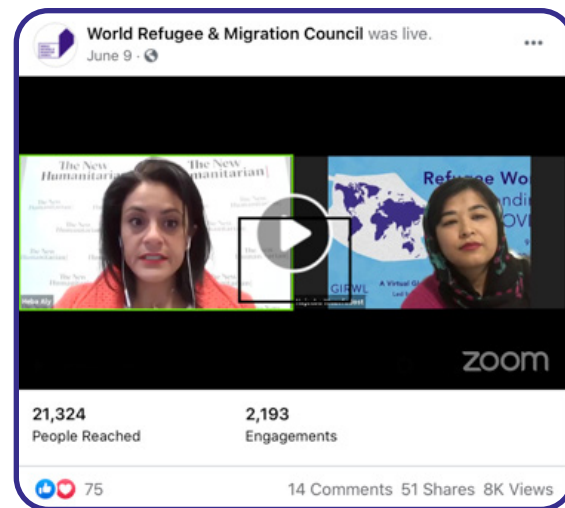 World Refugee & Migration Council was live.
June 9
The New Humanitarian
The New Humanitarian
Refugee Wo
GIRWL
A Virtual
Heba Aly
zoom
21,324
2,193
People Reached
Engagements
75
14 Comments 51 Shares 8K Views